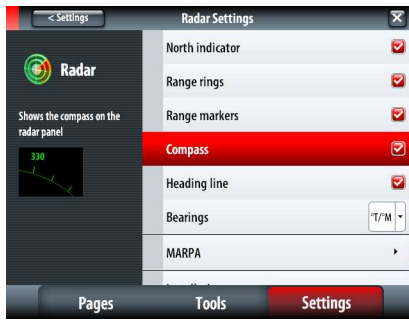 < Settings
Radar Settings
Radar
Shows the compass on the
radar panel
330
North indicator
Range rings
Range markers
Compass
Heading line
Bearings
°T/°M
MARPA
Pages
Tools
Settings